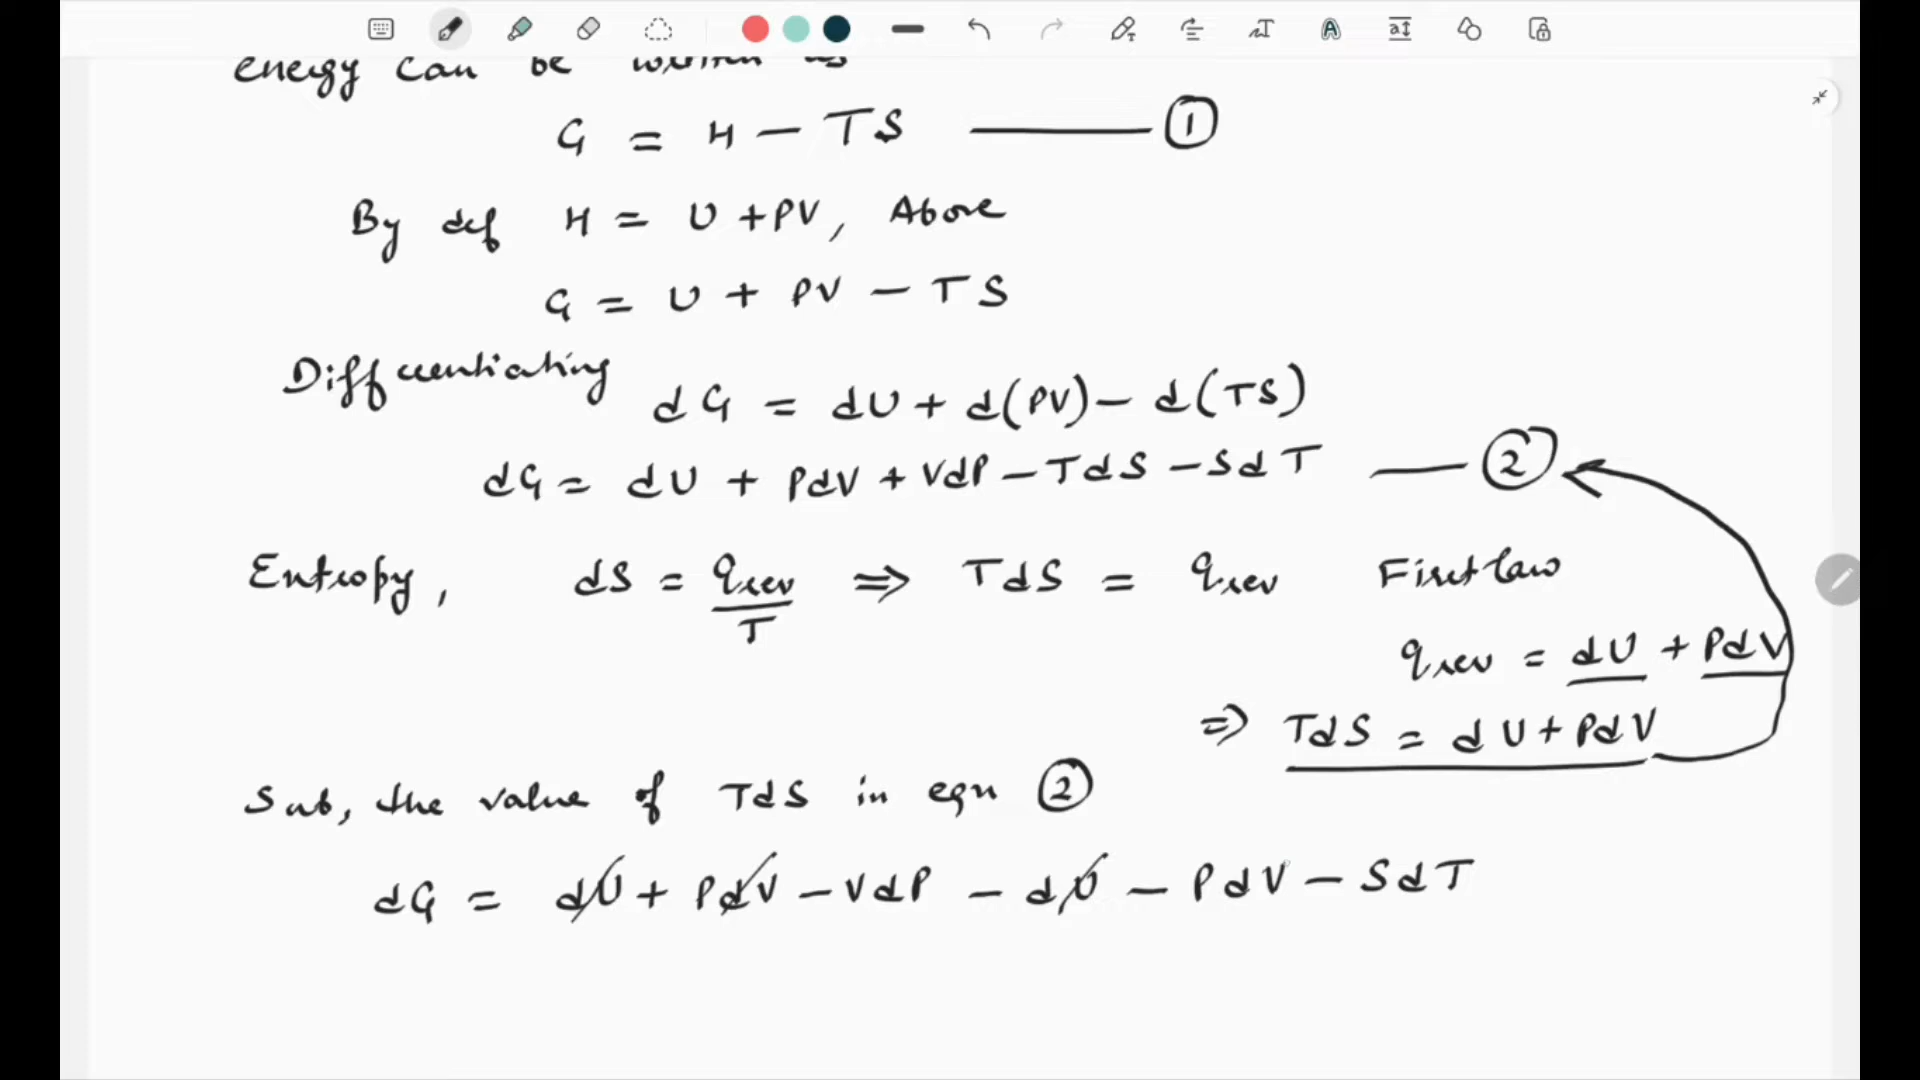 energy can be written as
G = H - TS ——— ①
By def H = U + PV, Above
G = U + PV - TS
Differentiating
dG = dU + d(PV) - d(TS)
dG = dU + PdV + VdP - TdS - SdT —— ②
Entropy, dS = qrev/T ⇒ TdS = qrev First law
qrev = dU + PdV
⇒ TdS = dU + PdV
Sub, the value of TdS in eqn ②
dG = dU + PdV - VdP - dU - PdV - SdT